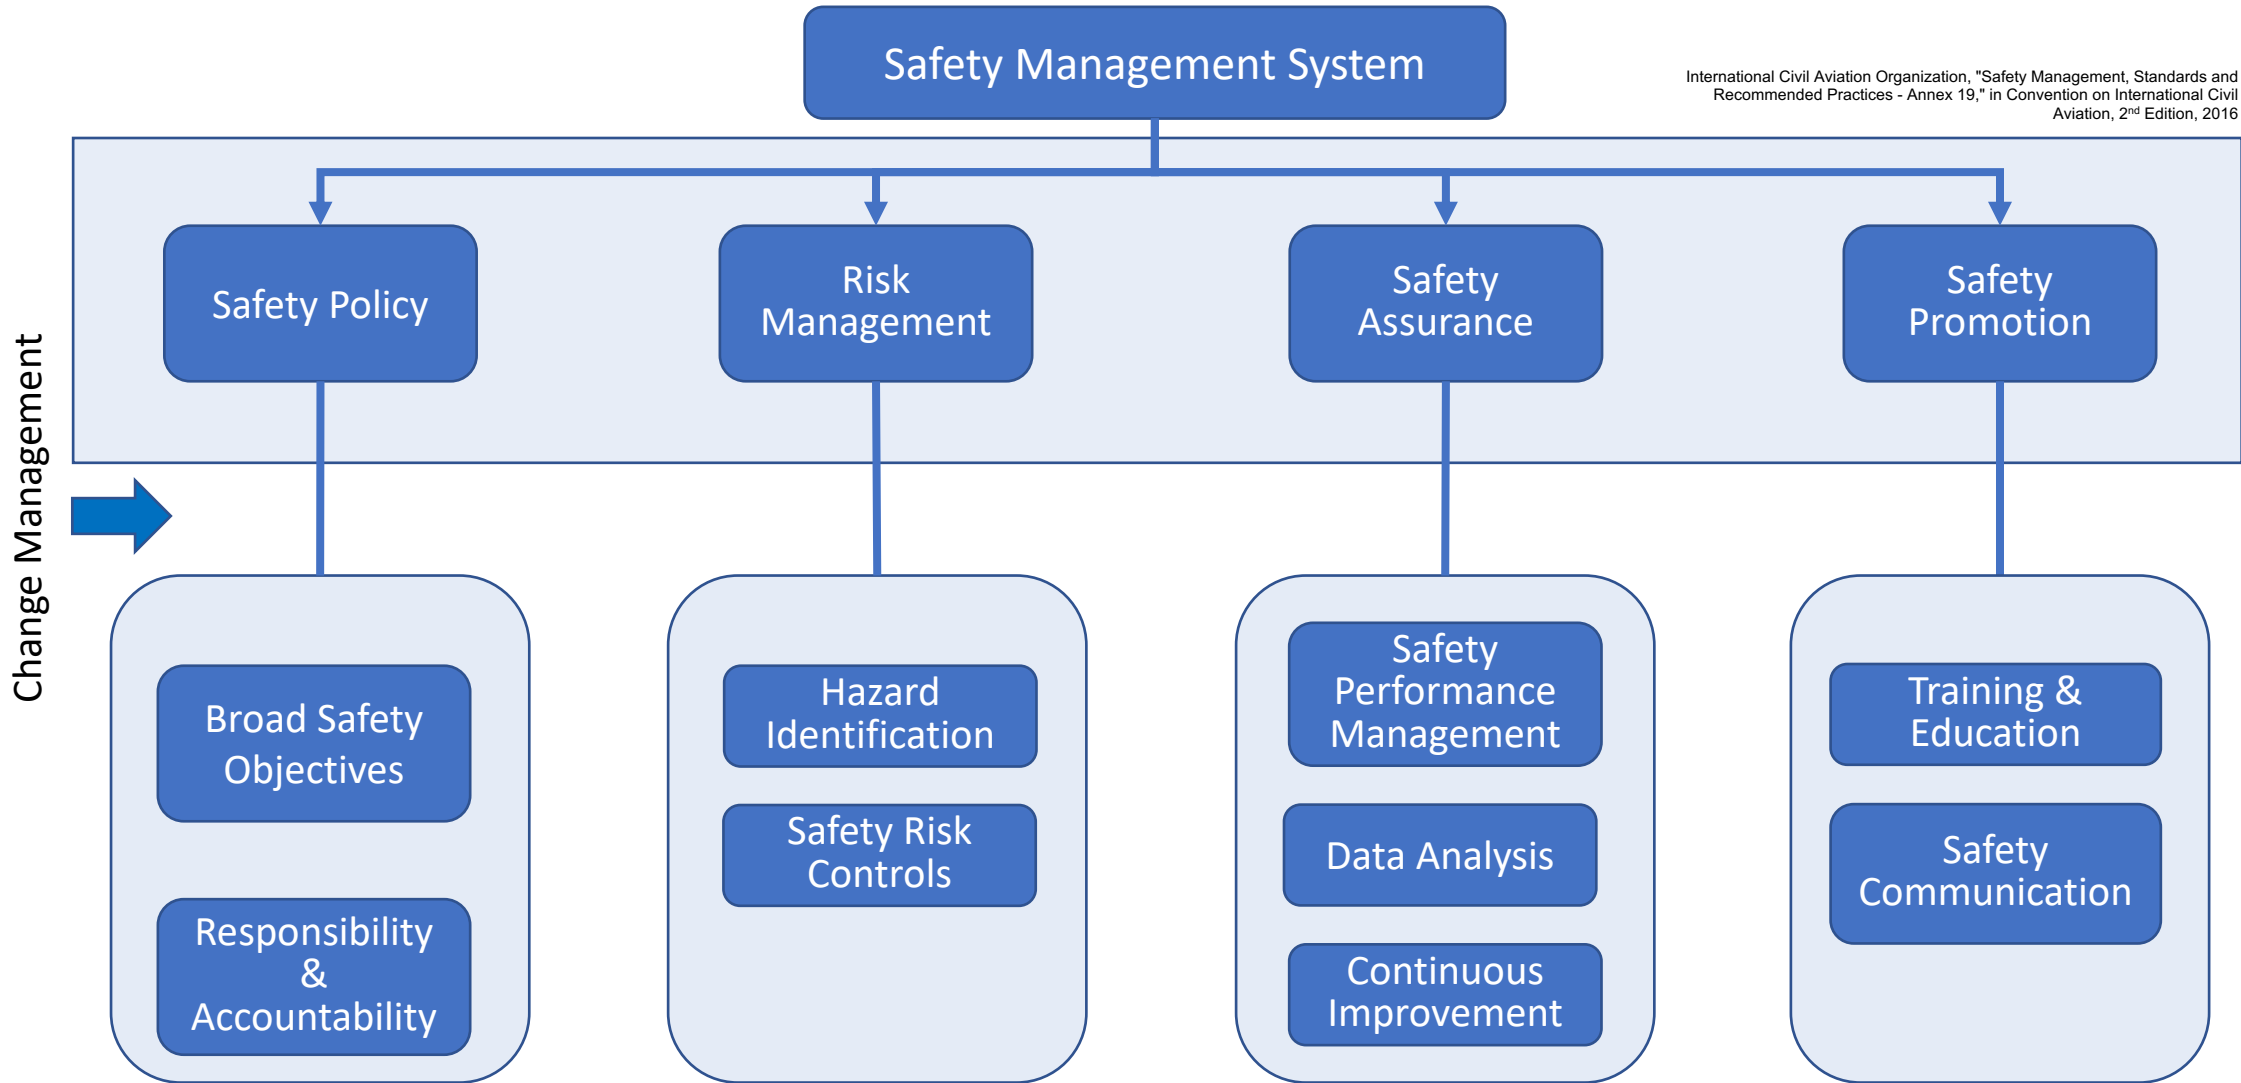 Safety Management System
International Civil Aviation Organization, "Safety Management, Standards and
Recommended Practices - Annex 19," in Convention on International Civil
Aviation, 2nd Edition, 2016
Safety Policy
Risk
Management
Safety
Assurance
Safety
Promotion
Change Management
Broad Safety
Objectives
Responsibility
&
Accountability
Hazard
Identification
Safety Risk
Controls
Safety
Performance
Management
Data Analysis
Continuous
Improvement
Training &
Education
Safety
Communication